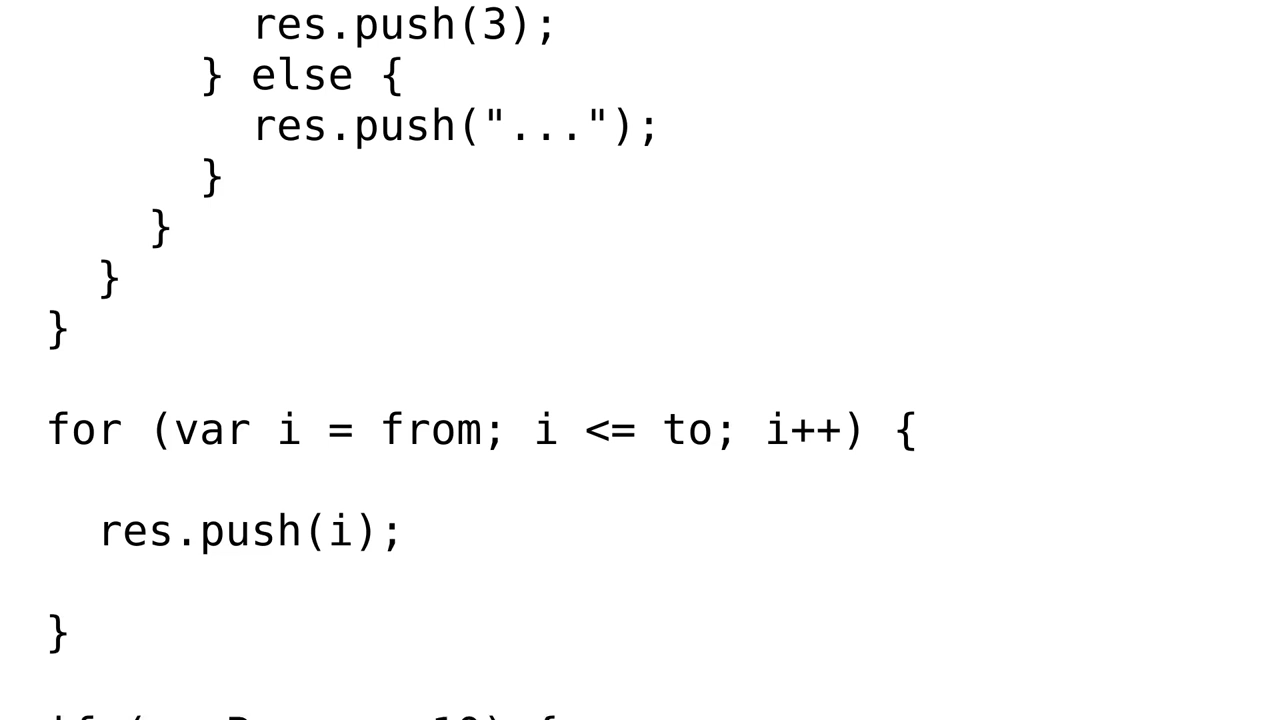 res.push(3);
      } else {
        res.push("...");
      }
    }
  }
}
for (var i = from; i <= to; i++) {
  res.push(i);
}